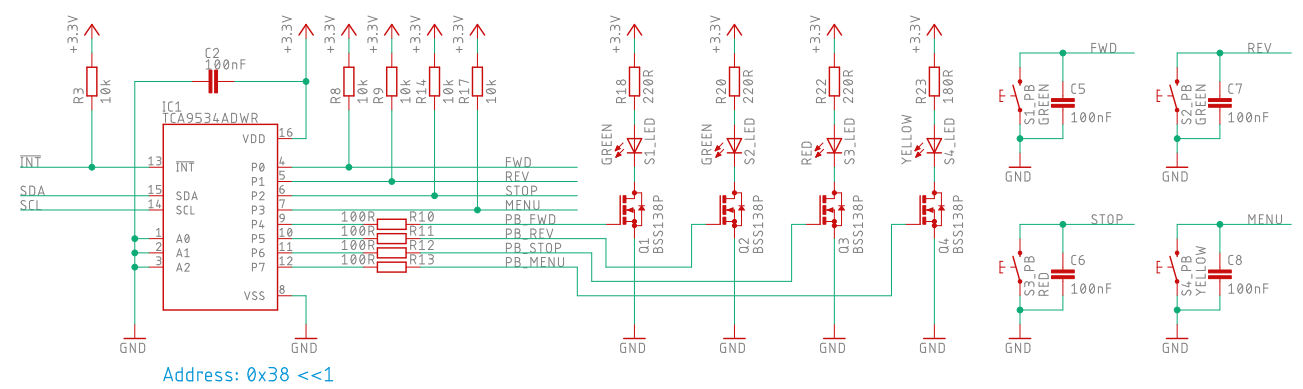 +3.3V
+3.3V
+3.3V
+3.3V
+3.3V
+3.3V
+3.3V
+3.3V
+3.3V
+3.3V
C2
100nF
R3
10k
R8
10k
R9
10k
R14
10k
R17
10k
R18
220R
R20
220R
R22
220R
R23
180R
IC1
TCA9534ADWR
VDD
16
INT
13
INT
SDA
15
SDA
SCL
14
SCL
1
A0
2
A1
3
A2
P0
4
FWD
P1
5
REV
P2
6
STOP
P3
7
MENU
P4
9
100R
R10
PB_FWD
P5
10
100R
R11
PB_REV
P6
11
100R
R12
PB_STOP
P7
12
100R
R13
PB_MENU
VSS
8
GREEN
S1_LED
GREEN
S2_LED
RED
S3_LED
YELLOW
S4_LED
Q1
BSS138P
Q2
BSS138P
Q3
BSS138P
Q4
BSS138P
GND
GND
GND
GND
GND
GND
FWD
S1_PB
GREEN
C5
100nF
GND
REV
S2_PB
GREEN
C7
100nF
GND
STOP
S3_PB
RED
C6
100nF
GND
MENU
S4_PB
YELLOW
C8
100nF
GND
Address: 0x38 <<1